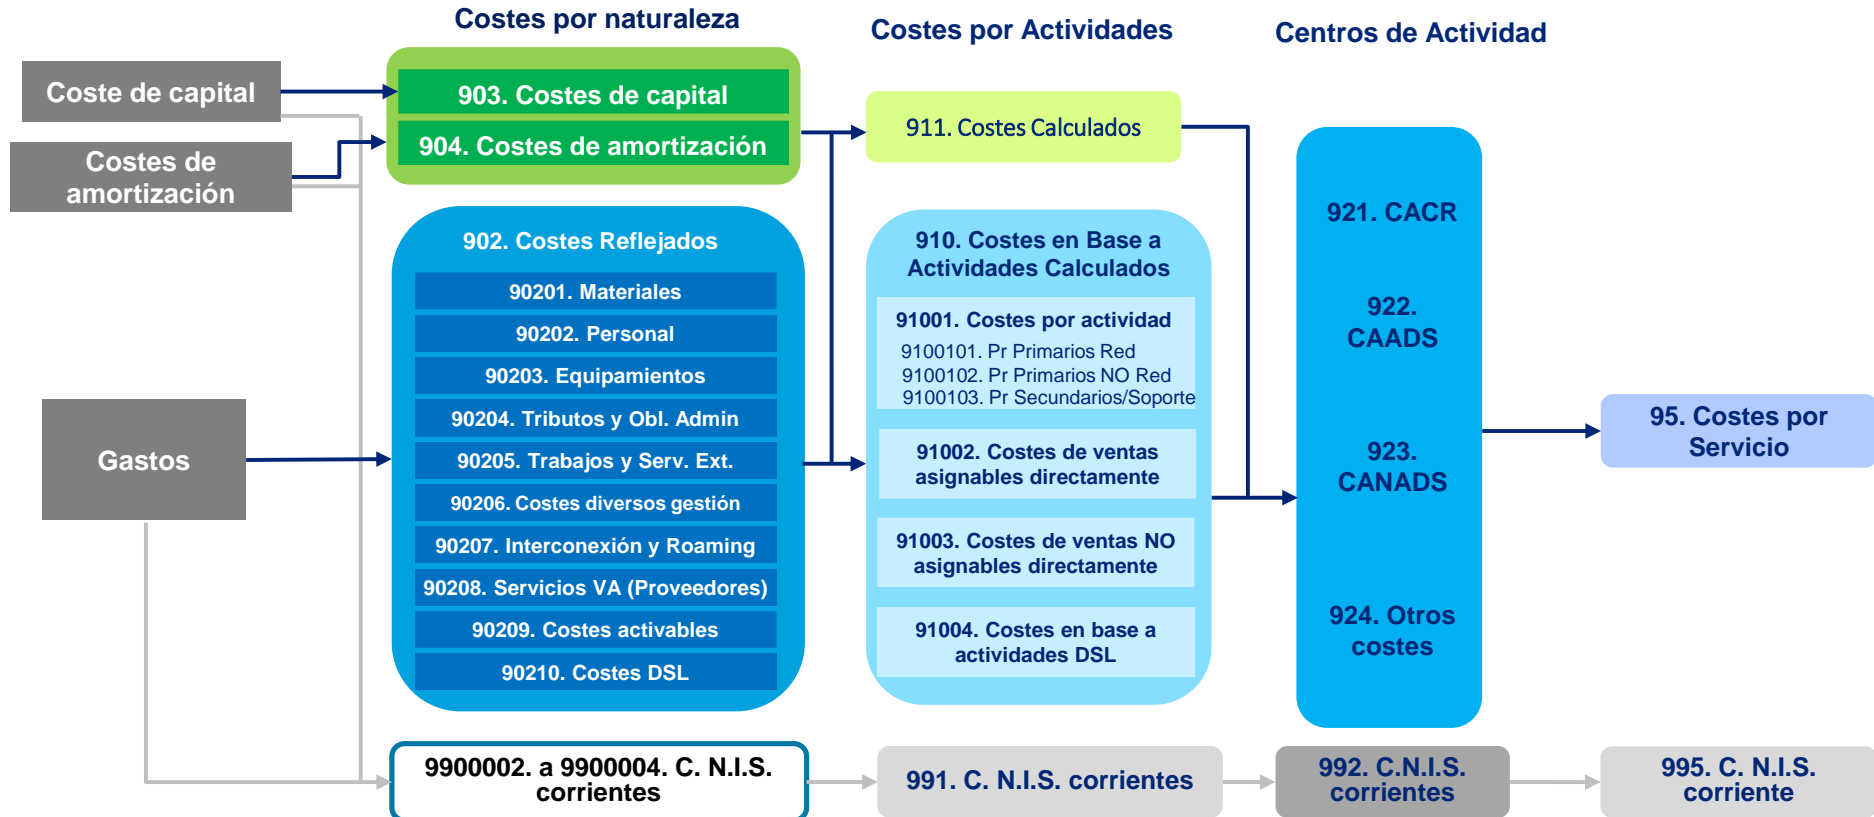 Costes por naturaleza
Costes por Actividades
Centros de Actividad
Coste de capital
Costes de
amortización
Gastos
903. Costes de capital
904. Costes de amortización
902. Costes Reflejados
90201. Materiales
90202. Personal
90203. Equipamientos
90204. Tributos y Obl. Admin
90205. Trabajos y Serv. Ext.
90206. Costes diversos gestión
90207. Interconexión y Roaming
90208. Servicios VA (Proveedores)
90209. Costes activables
90210. Costes DSL
911. Costes Calculados
910. Costes en Base a
Actividades Calculados
91001. Costes por actividad
9100101. Pr Primarios Red
9100102. Pr Primarios NO Red
9100103. Pr Secundarios/Soporte
91002. Costes de ventas
asignables directamente
91003. Costes de ventas NO
asignables directamente
91004. Costes en base a
actividades DSL
921. CACR
922.
CAADS
923.
CANADS
924. Otros
costes
95. Costes por
Servicio
9900002. a 9900004. C. N.I.S.
corrientes
991. C. N.I.S. corrientes
992. C.N.I.S.
corrientes
995. C. N.I.S.
corriente